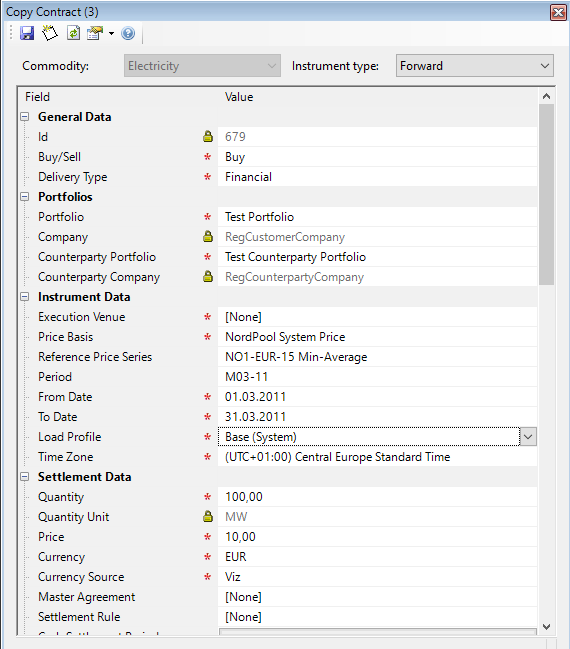 Copy Contract (3)
Commodity: Electricity Instrument type: Forward
Field Value
General Data
Id 679
Buy/Sell * Buy
Delivery Type * Financial
Portfolios
Portfolio * Test Portfolio
Company RegCustomerCompany
Counterparty Portfolio * Test Counterparty Portfolio
Counterparty Company RegCounterpartyCompany
Instrument Data
Execution Venue * [None]
Price Basis * NordPool System Price
Reference Price Series NO1-EUR-15 Min-Average
Period M03-11
From Date * 01.03.2011
To Date * 31.03.2011
Load Profile * Base (System)
Time Zone * (UTC+01:00) Central Europe Standard Time
Settlement Data
Quantity * 100,00
Quantity Unit MW
Price * 10,00
Currency * EUR
Currency Source * Viz
Master Agreement [None]
Settlement Rule [None]